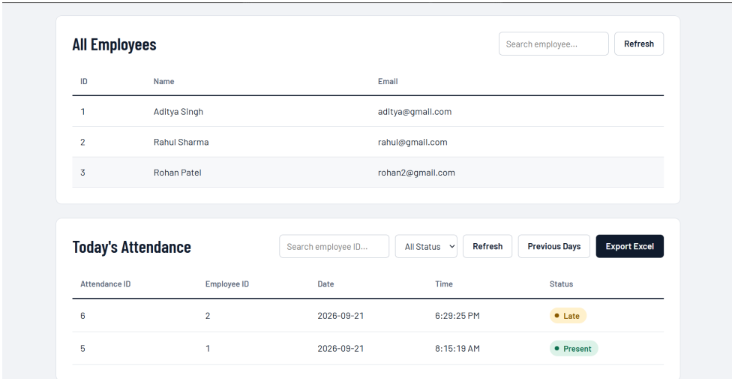 All Employees
Search employee... Refresh
ID Name Email
1 Aditya Singh aditya@gmail.com
2 Rahul Sharma rahul@gmail.com
3 Rohan Patel rohan2@gmail.com
Today's Attendance
Search employee ID... All Status Refresh Previous Days Export Excel
Attendance ID Employee ID Date Time Status
6 2 2026-09-21 6:29:25 PM Late
5 1 2026-09-21 8:15:19 AM Present